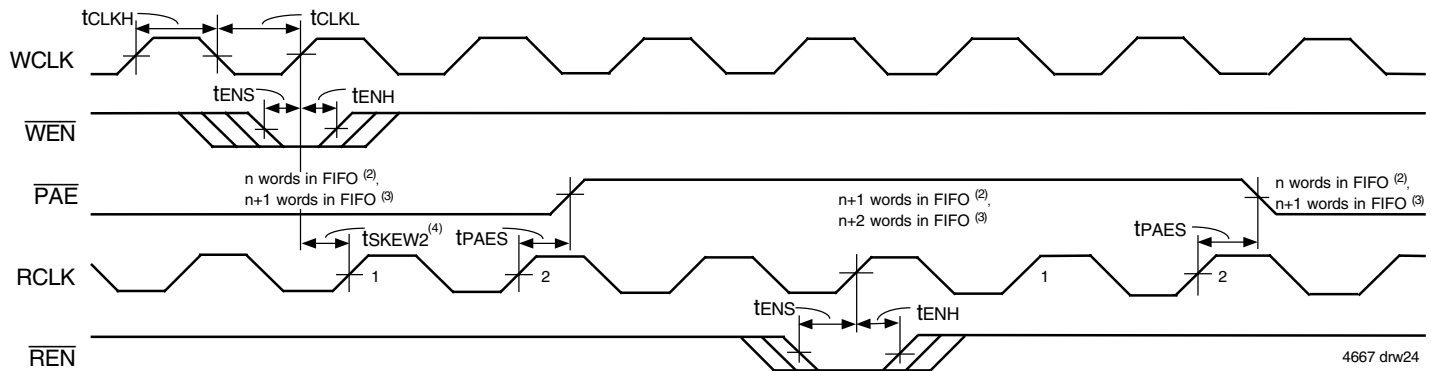 tCLKH
tCLKL
WCLK
tENS
tENH
WEN
n words in FIFO (2),
n+1 words in FIFO (3)
n+1 words in FIFO (2),
n+2 words in FIFO (3)
n words in FIFO (2),
n+1 words in FIFO (3)
PAE
tSKEW2(4)
tPAES
tPAES
RCLK
1
2
1
2
tENS
tENH
REN
4667 drw24